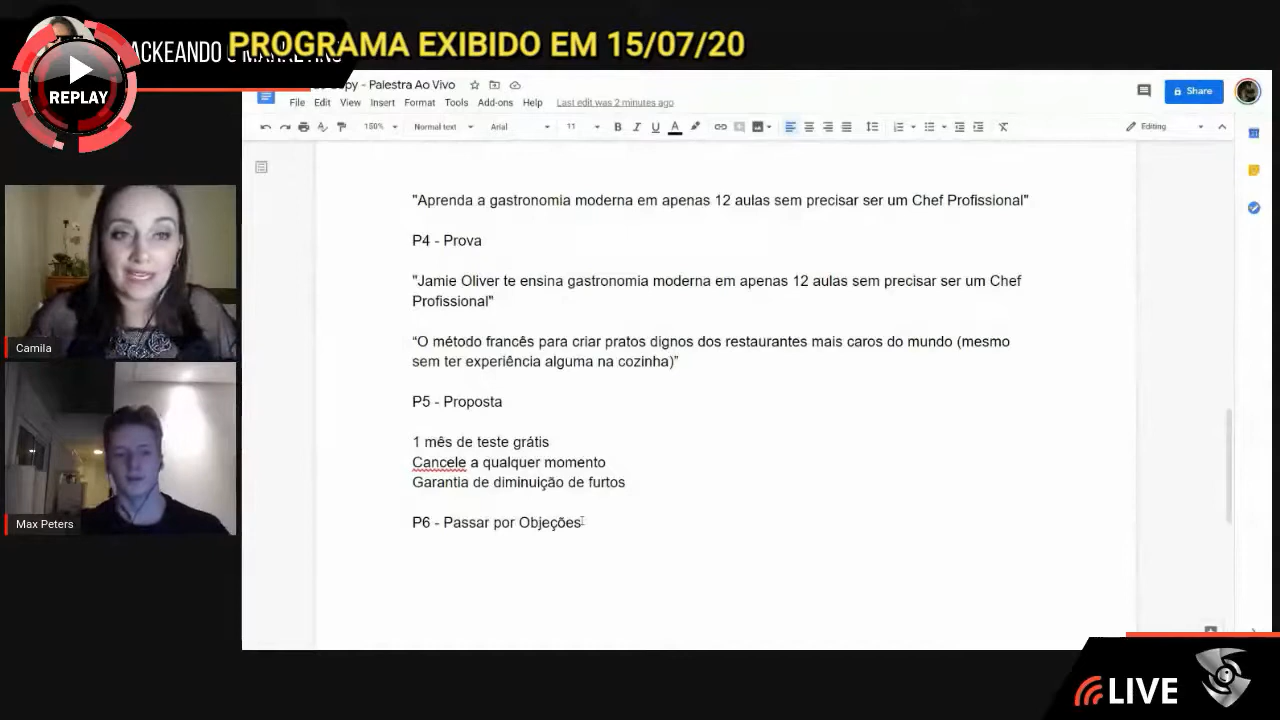 PROGRAMA EXIBIDO EM 15/07/20
REPLAY
Copy - Palestra Ao Vivo
File Edit View Insert Format Tools Add-ons Help Last edit was 2 minutes ago
Share
150% Normal text Arial 11 B I U A Editing
"Aprenda a gastronomia moderna em apenas 12 aulas sem precisar ser um Chef Profissional"
P4 - Prova
"Jamie Oliver te ensina gastronomia moderna em apenas 12 aulas sem precisar ser um Chef
Profissional"
“O método francês para criar pratos dignos dos restaurantes mais caros do mundo (mesmo
sem ter experiência alguma na cozinha)”
P5 - Proposta
1 mês de teste grátis
Cancele a qualquer momento
Garantia de diminuição de furtos
P6 - Passar por Objeções
Camila
Max Peters
LIVE